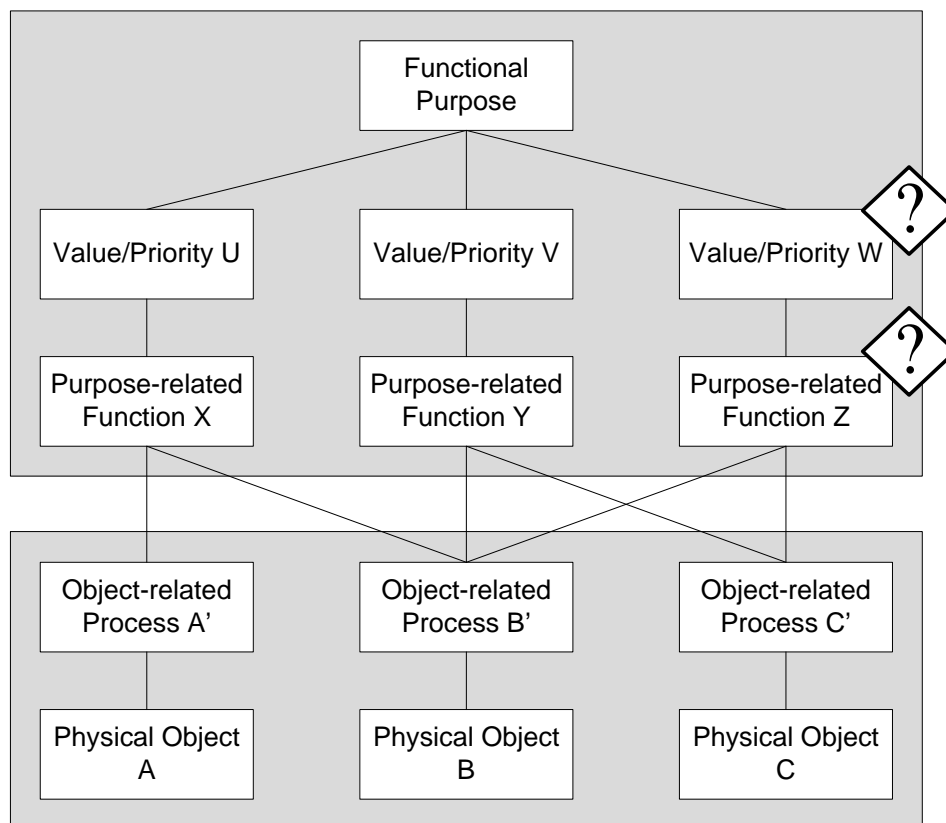 Functional
Purpose
?
Value/Priority U
Value/Priority V
Value/Priority W
?
Purpose-related
Function X
Purpose-related
Function Y
Purpose-related
Function Z
Object-related
Process A’
Object-related
Process B’
Object-related
Process C’
Physical Object
A
Physical Object
B
Physical Object
C